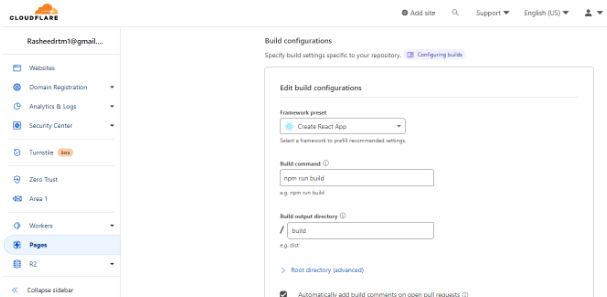 CLOUDFLARE
Add site
Support
English (US)
Rasheedrtm1@gmail....
Websites
Domain Registration
Analytics & Logs
Security Center
Turnstile beta
Zero Trust
Area 1
Workers
Pages
R2
Collapse sidebar
Build configurations
Specify build settings specific to your repository. Configuring builds
Edit build configurations
Framework preset
Create React App
Select a framework to prefill recommended settings.
Build command
npm run build
e.g. npm run build
Build output directory
/ build
e.g. dist
Root directory (advanced)
Automatically add build comments on open pull requests